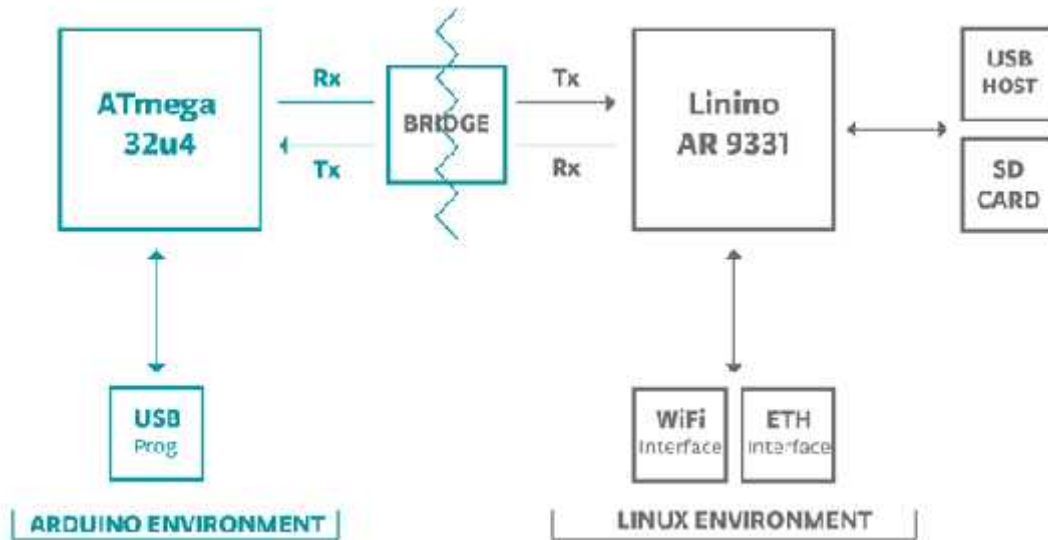 ATmega
32u4
Rx
Tx
BRIDGE
Tx
Rx
Linino
AR 9331
USB
HOST
SD
CARD
USB
Prog
WiFi
Interface
ETH
Interface
ARDUINO ENVIRONMENT
LINUX ENVIRONMENT